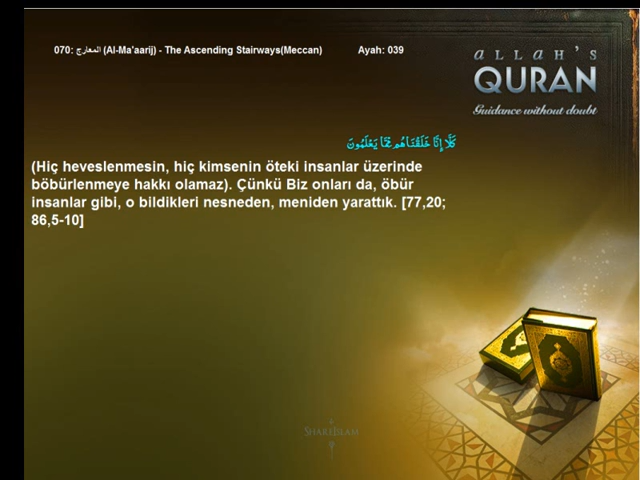 070: المعارج (Al-Ma'aarij) - The Ascending Stairways(Meccan) Ayah: 039
ALLAH'S
QURAN
Guidance without doubt
كَلَّا إِنَّا خَلَقْنَاهُم مِّمَّا يَعْلَمُونَ
(Hiç heveslenmesin, hiç kimsenin öteki insanlar üzerinde
böbürlenmeye hakkı olamaz). Çünkü Biz onları da, öbür
insanlar gibi, o bildikleri nesneden, meniden yarattık. [77,20;
86,5-10]
SHAREISLAM